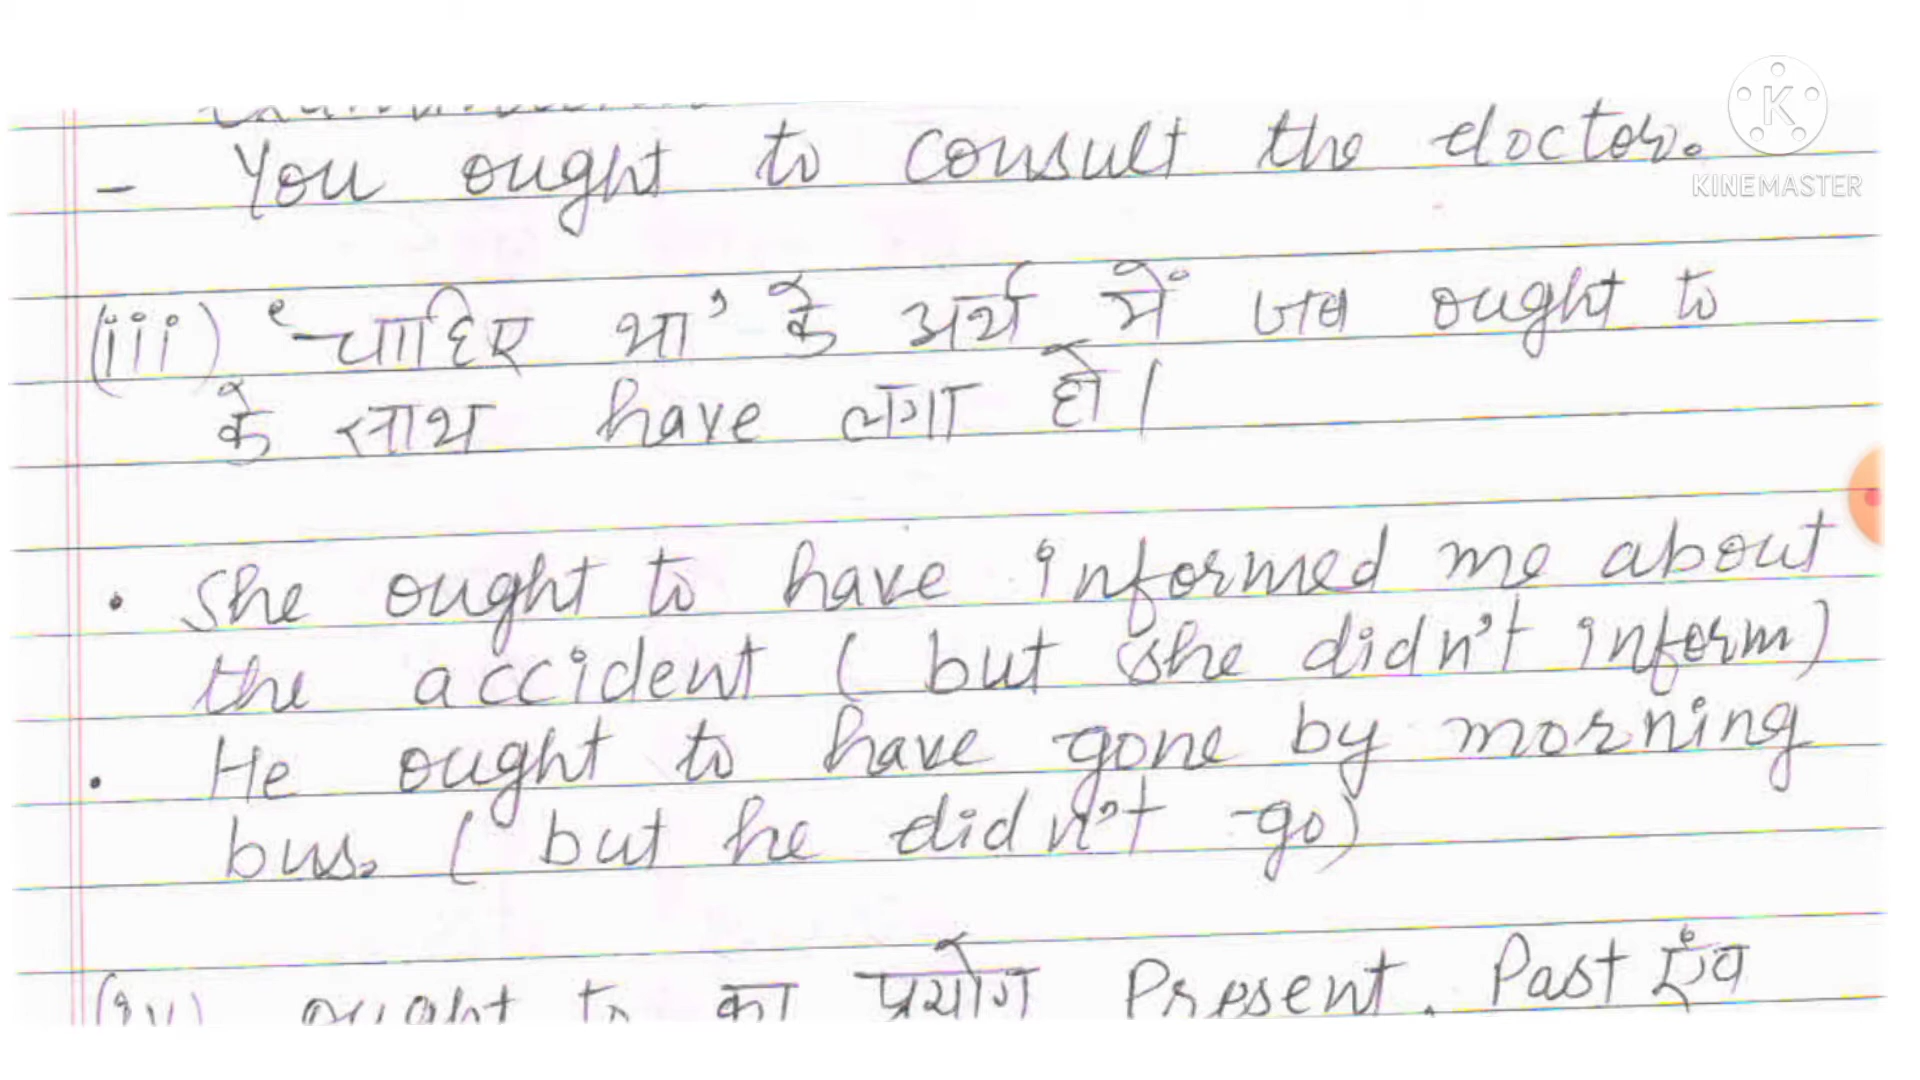 - You ought to consult the doctor.
KINEMASTER
(iii) 'चाहिए था' के अर्थ में जब ought to
के साथ have लगा हो।
• She ought to have informed me about
the accident ( but she didn't inform)
• He ought to have gone by morning
bus. ( but he didn't go)
(iv) ought to का प्रयोग Present, Past एंव